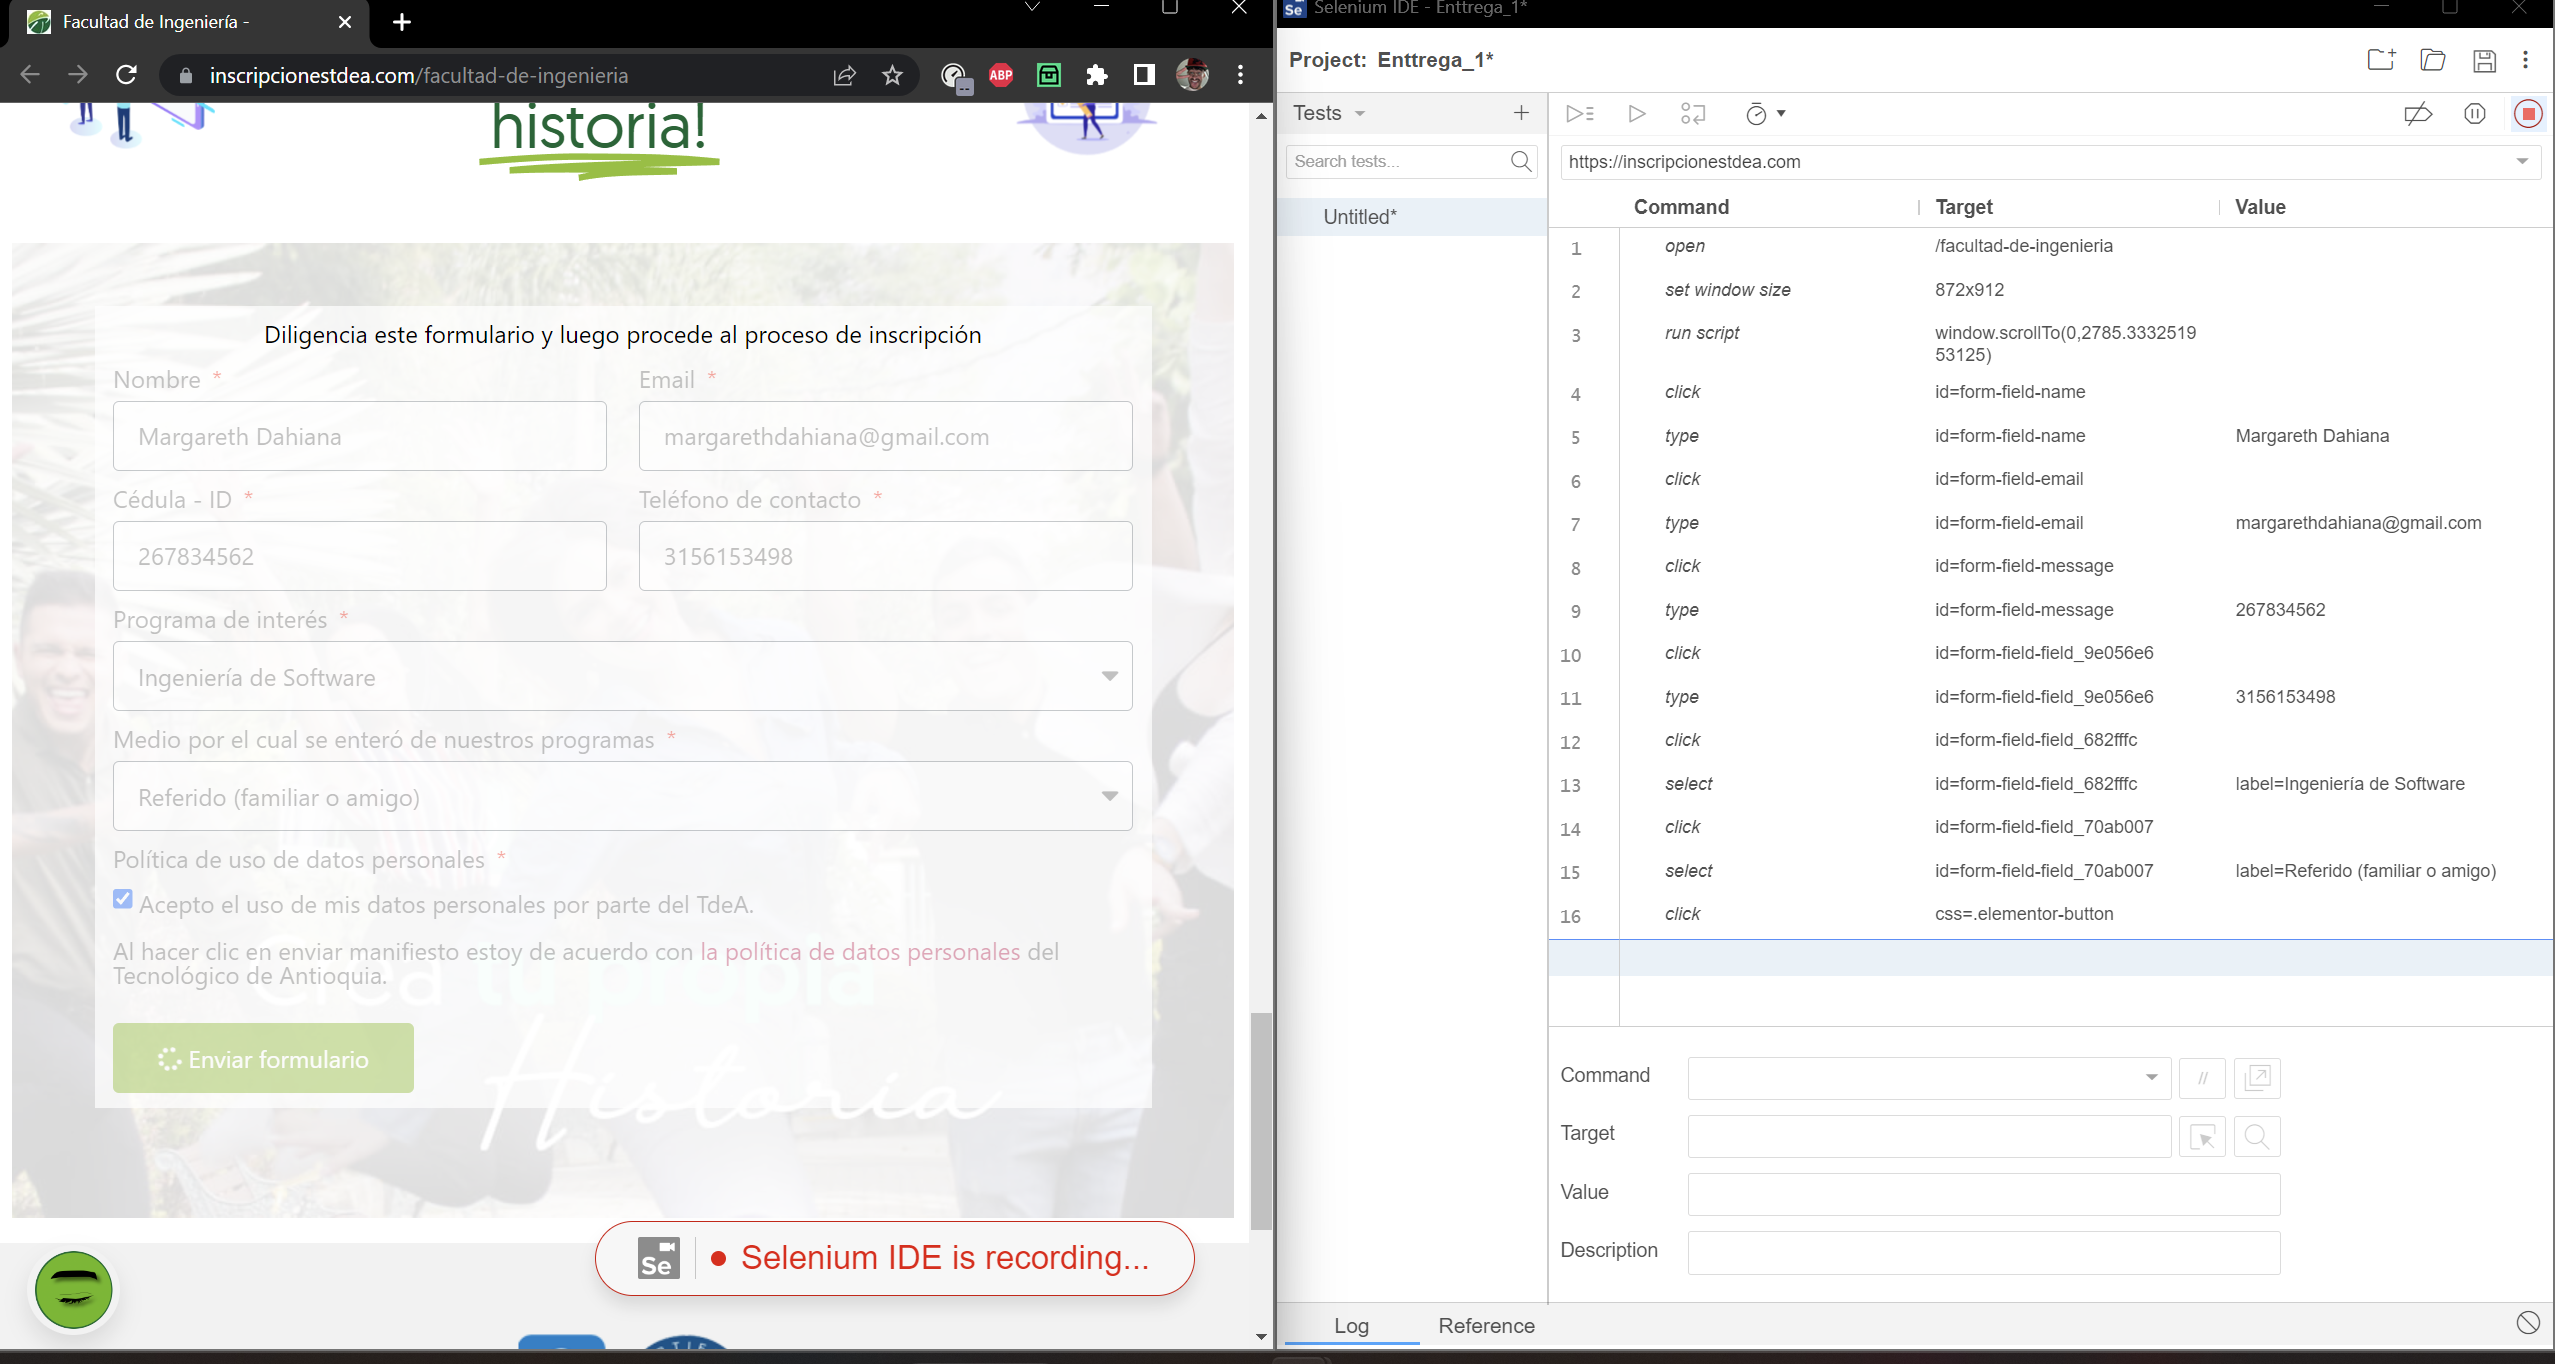 Facultad de Ingeniería -
inscripcionestdea.com/facultad-de-ingenieria
ABP
historia!
Diligencia este formulario y luego procede al proceso de inscripción
Nombre *
Email *
Margareth Dahiana
margarethdahiana@gmail.com
Cédula - ID *
Teléfono de contacto *
267834562
3156153498
Programa de interés *
Ingeniería de Software
Medio por el cual se enteró de nuestros programas *
Referido (familiar o amigo)
Política de uso de datos personales *
Acepto el uso de mis datos personales por parte del TdeA.
Al hacer clic en enviar manifiesto estoy de acuerdo con la política de datos personales del
Tecnológico de Antioquia.
Crea tu propia
Enviar formulario
Historia
Se
Selenium IDE is recording...
Se Selenium IDE - Enttrega_1*
Project: Enttrega_1*
Tests
Search tests...
https://inscripcionestdea.com
Untitled*
Command Target Value
1 open /facultad-de-ingenieria
2 set window size 872x912
3 run script window.scrollTo(0,2785.3332519
53125)
4 click id=form-field-name
5 type id=form-field-name Margareth Dahiana
6 click id=form-field-email
7 type id=form-field-email margarethdahiana@gmail.com
8 click id=form-field-message
9 type id=form-field-message 267834562
10 click id=form-field-field_9e056e6
11 type id=form-field-field_9e056e6 3156153498
12 click id=form-field-field_682fffc
13 select id=form-field-field_682fffc label=Ingeniería de Software
14 click id=form-field-field_70ab007
15 select id=form-field-field_70ab007 label=Referido (familiar o amigo)
16 click css=.elementor-button
Command
//
Target
Value
Description
Log Reference